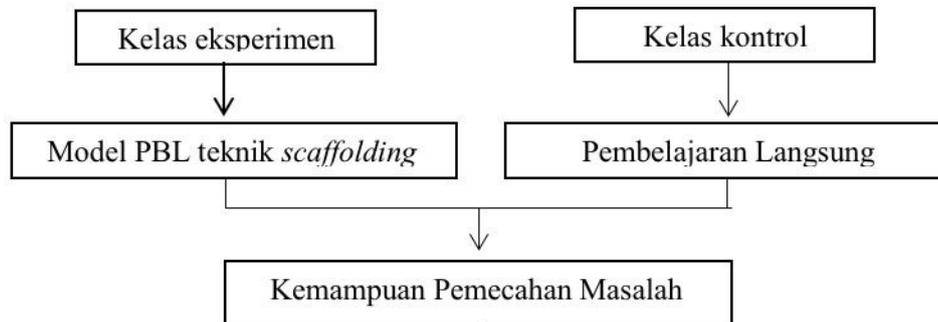 Kelas eksperimen
Kelas kontrol
Model PBL teknik scaffolding
Pembelajaran Langsung
Kemampuan Pemecahan Masalah